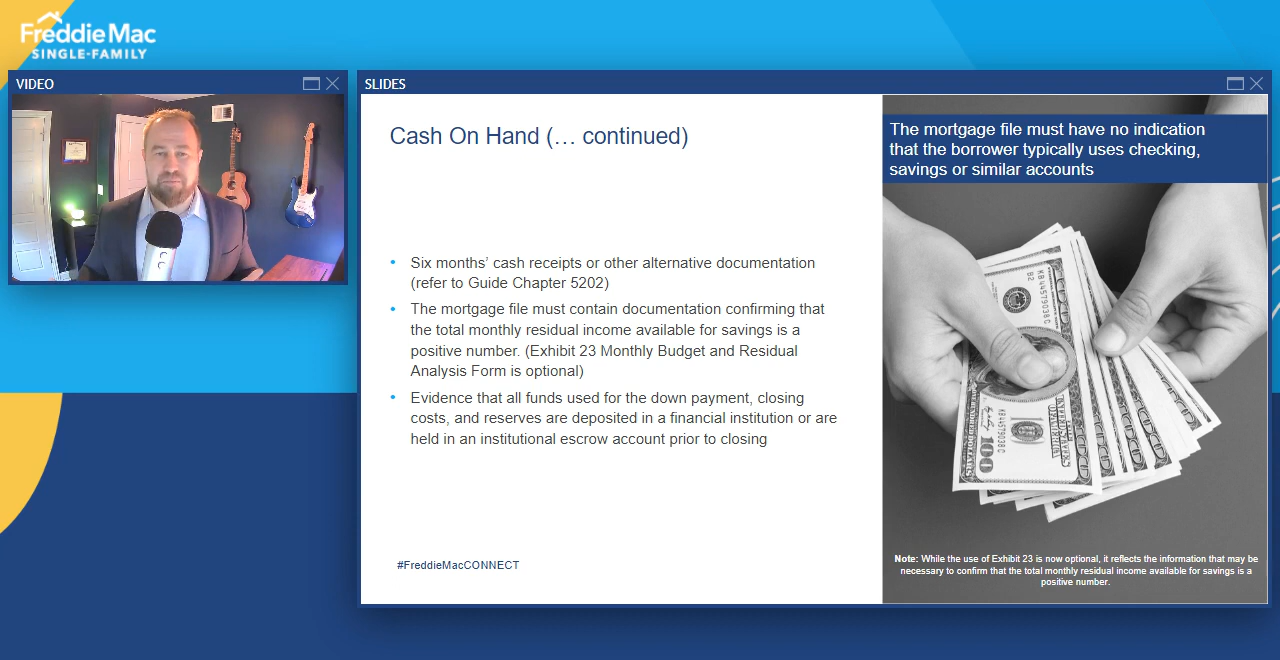 Freddie Mac
SINGLE-FAMILY
VIDEO
SLIDES
Cash On Hand (… continued)
• Six months’ cash receipts or other alternative documentation
(refer to Guide Chapter 5202)
• The mortgage file must contain documentation confirming that
the total monthly residual income available for savings is a
positive number. (Exhibit 23 Monthly Budget and Residual
Analysis Form is optional)
• Evidence that all funds used for the down payment, closing
costs, and reserves are deposited in a financial institution or are
held in an institutional escrow account prior to closing
#FreddieMacCONNECT
The mortgage file must have no indication
that the borrower typically uses checking,
savings or similar accounts
KB44579038C
B2
KB44579038C
100
100
Note: While the use of Exhibit 23 is now optional, it reflects the information that may be
necessary to confirm that the total monthly residual income available for savings is a
positive number.